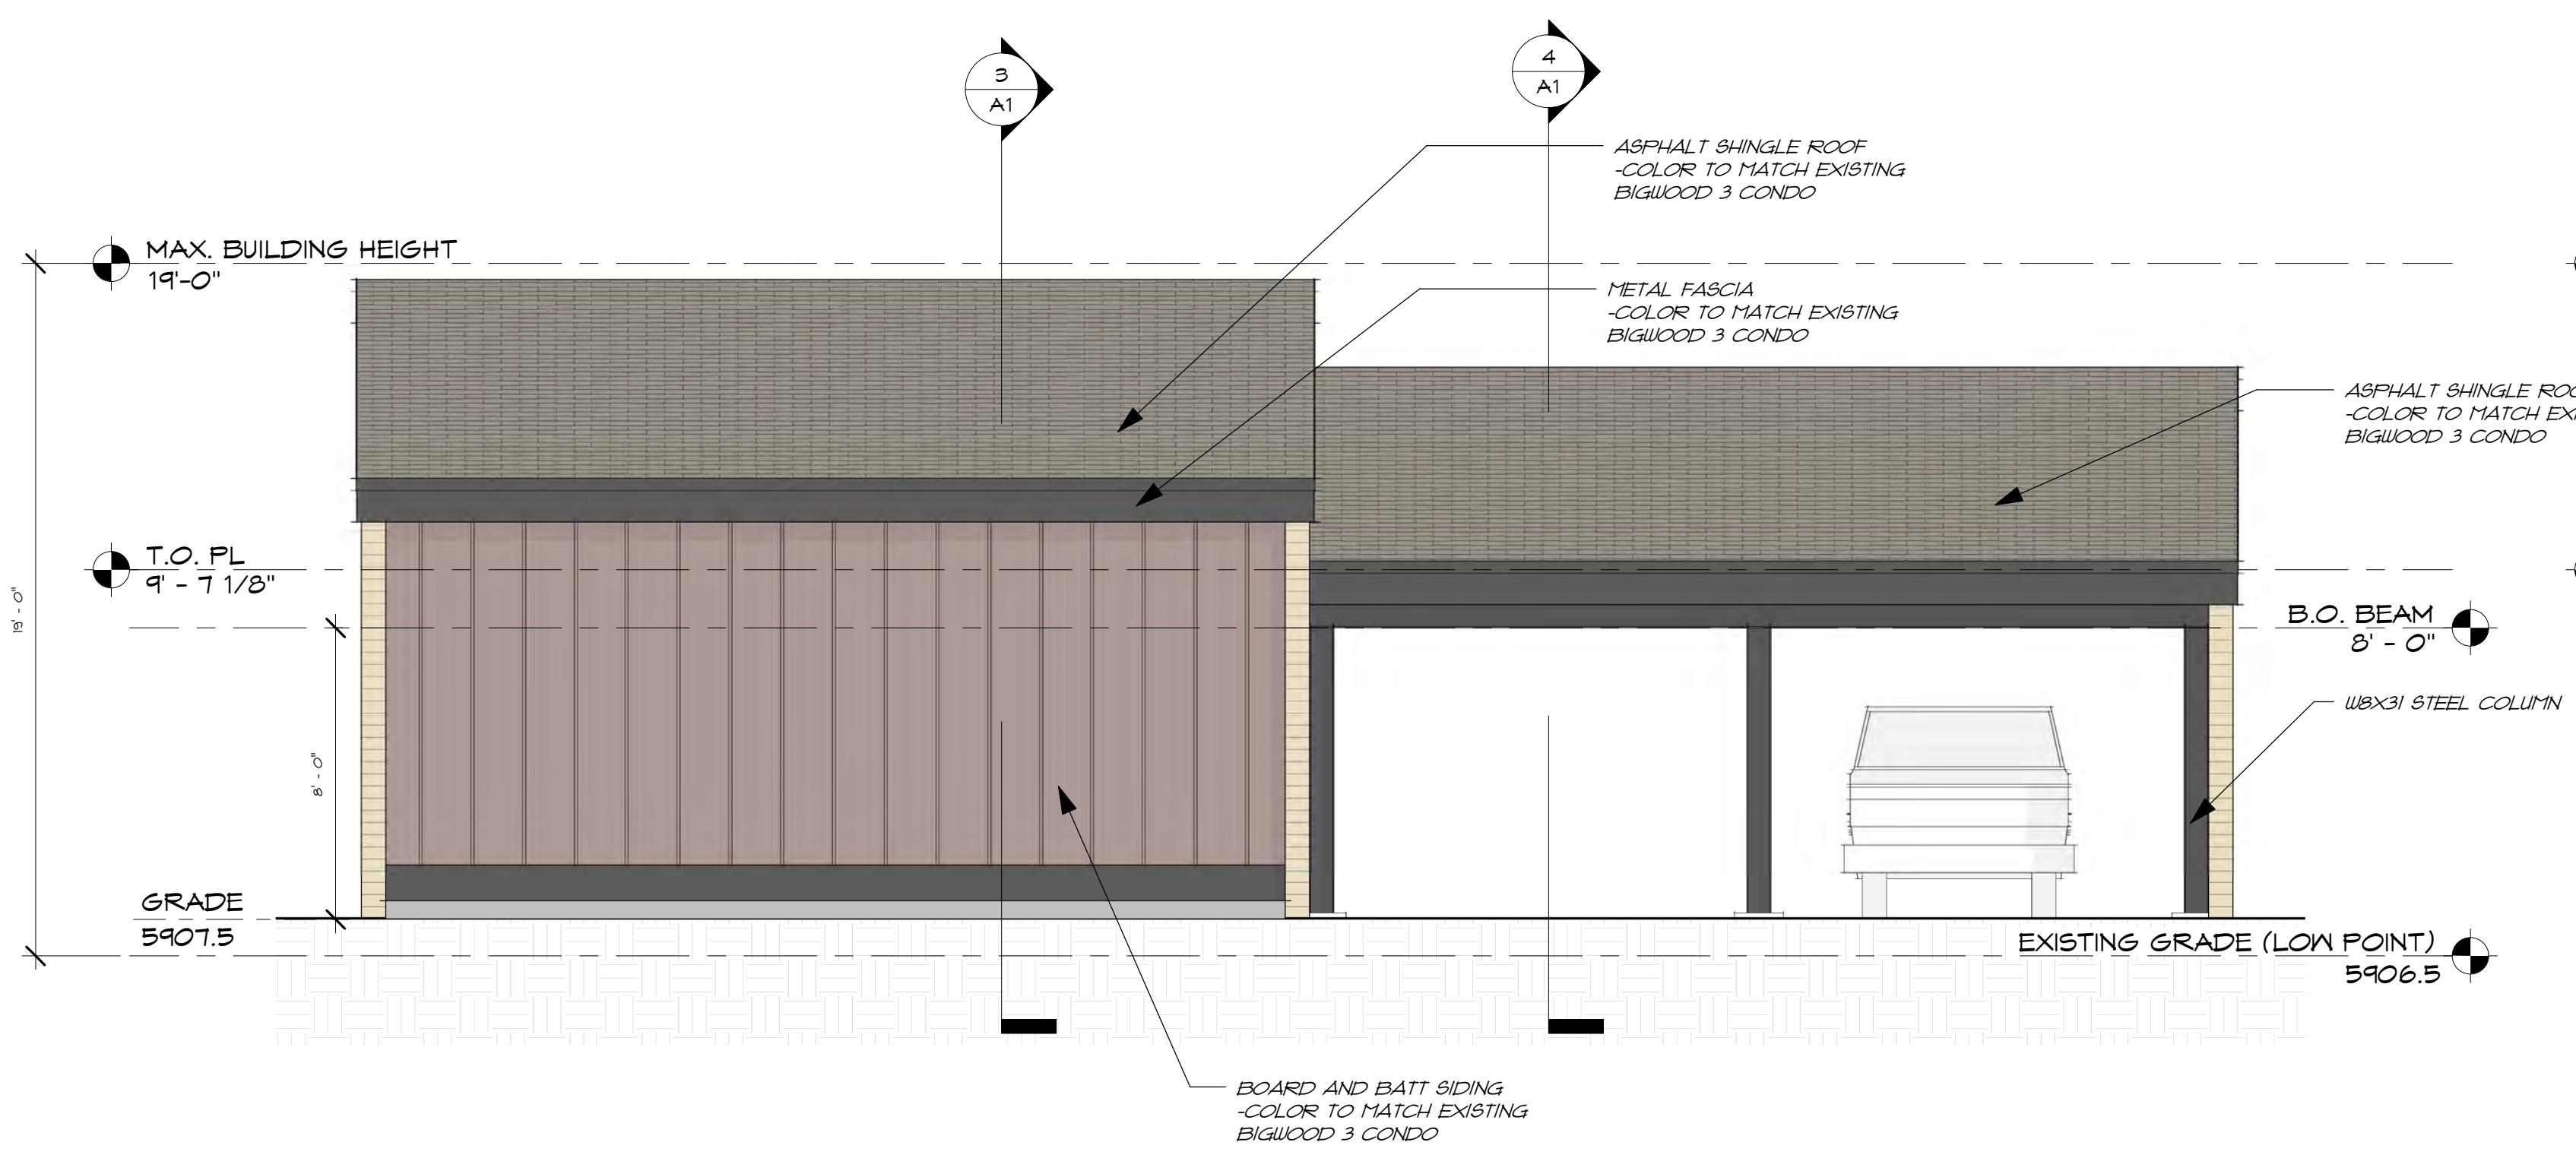 3
A1
4
A1
ASPHALT SHINGLE ROOF
-COLOR TO MATCH EXISTING
BIGWOOD 3 CONDO
MAX. BUILDING HEIGHT
19'-0"
METAL FASCIA
-COLOR TO MATCH EXISTING
BIGWOOD 3 CONDO
ASPHALT SHINGLE
-COLOR TO MATCH
BIGWOOD 3 CONDO
T.O. PL
9' - 7 1/8"
19' - 0"
B.O. BEAM
8' - 0"
W8X31 STEEL COLUMN
8' - 0"
GRADE
5907.5
EXISTING GRADE (LOW POINT)
5906.5
BOARD AND BATT SIDING
-COLOR TO MATCH EXISTING
BIGWOOD 3 CONDO